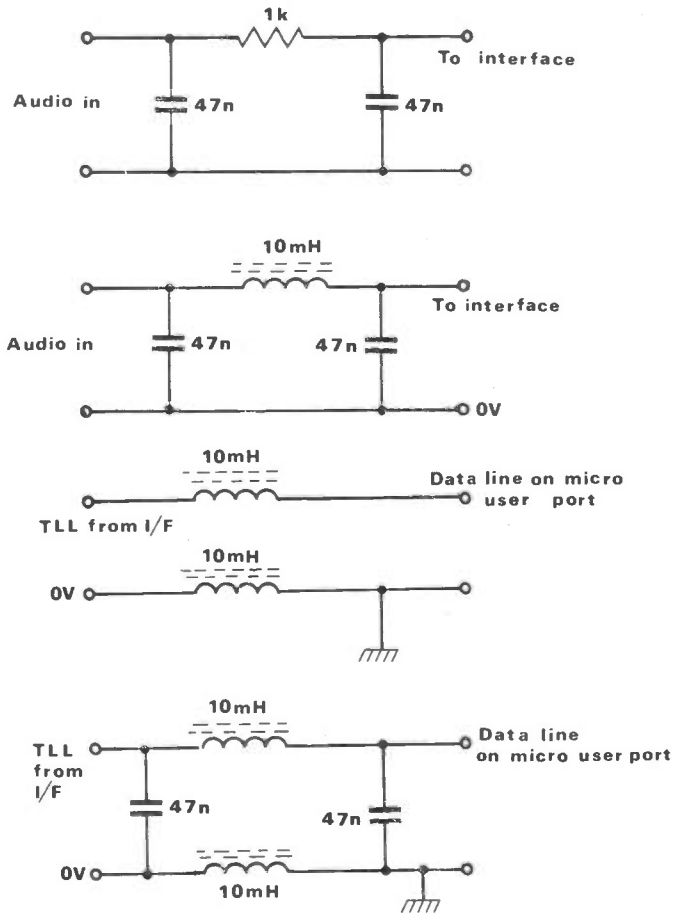 1k
To interface
Audio in
47n
47n
10mH
To interface
Audio in
47n
47n
0V
10mH
Data line on micro
user port
TLL from I/F
10mH
0V
10mH
Data line
on micro user port
TLL
from
I/F
47n
47n
0V
10mH